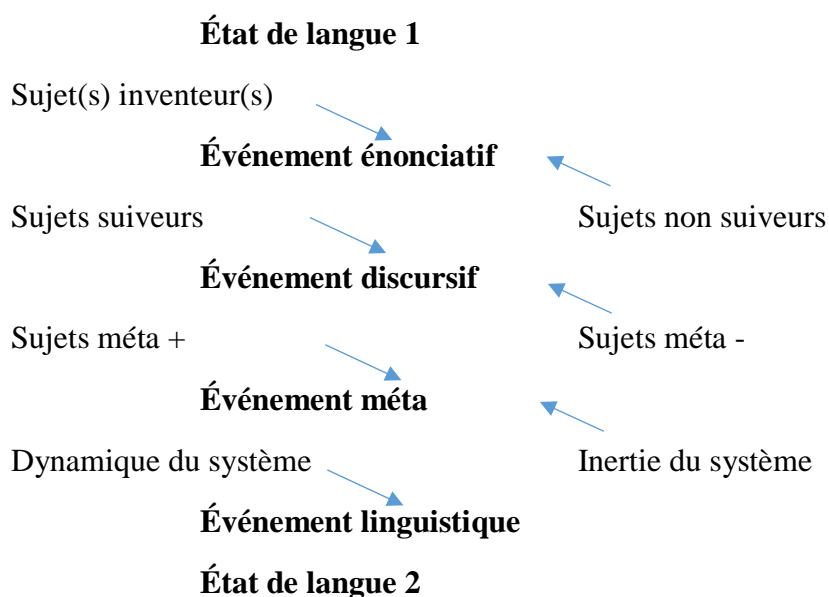 État de langue 1
Sujet(s) inventeur(s)
Événement énonciatif
Sujets suiveurs Sujets non suiveurs
Événement discursif
Sujets méta + Sujets méta -
Événement méta
Dynamique du système Inertie du système
Événement linguistique
État de langue 2